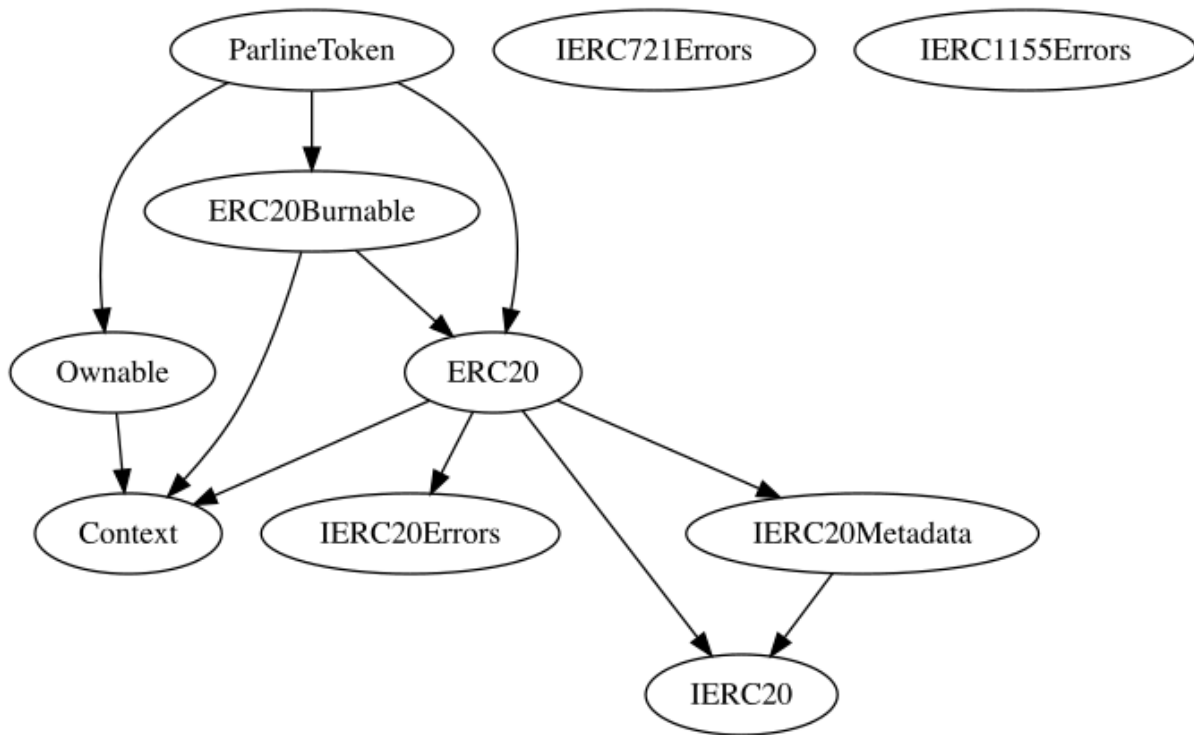 ParlineToken
IERC721Errors
IERC1155Errors
ERC20Burnable
Ownable
ERC20
Context
IERC20Errors
IERC20Metadata
IERC20